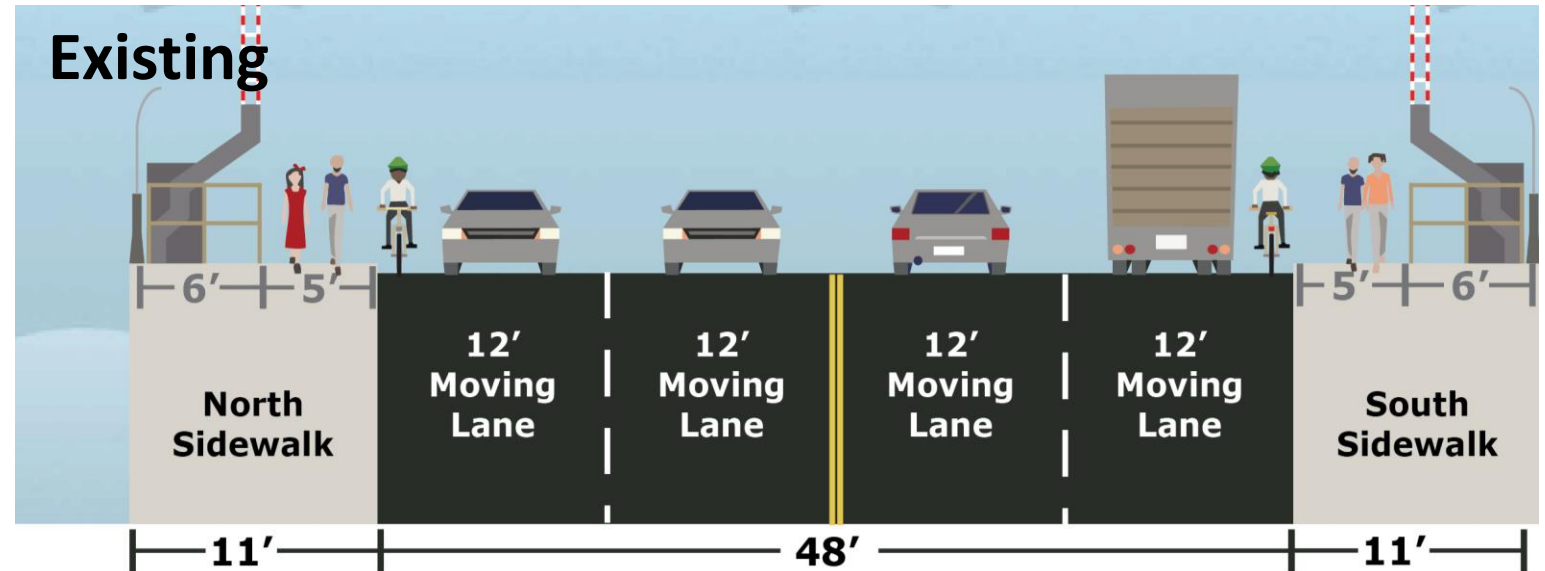 Existing
6′ 5′ 5′ 6′
12′ 12′ 12′ 12′
Moving Moving Moving Moving
Lane Lane Lane Lane
North
Sidewalk
South
Sidewalk
11′ 48′ 11′